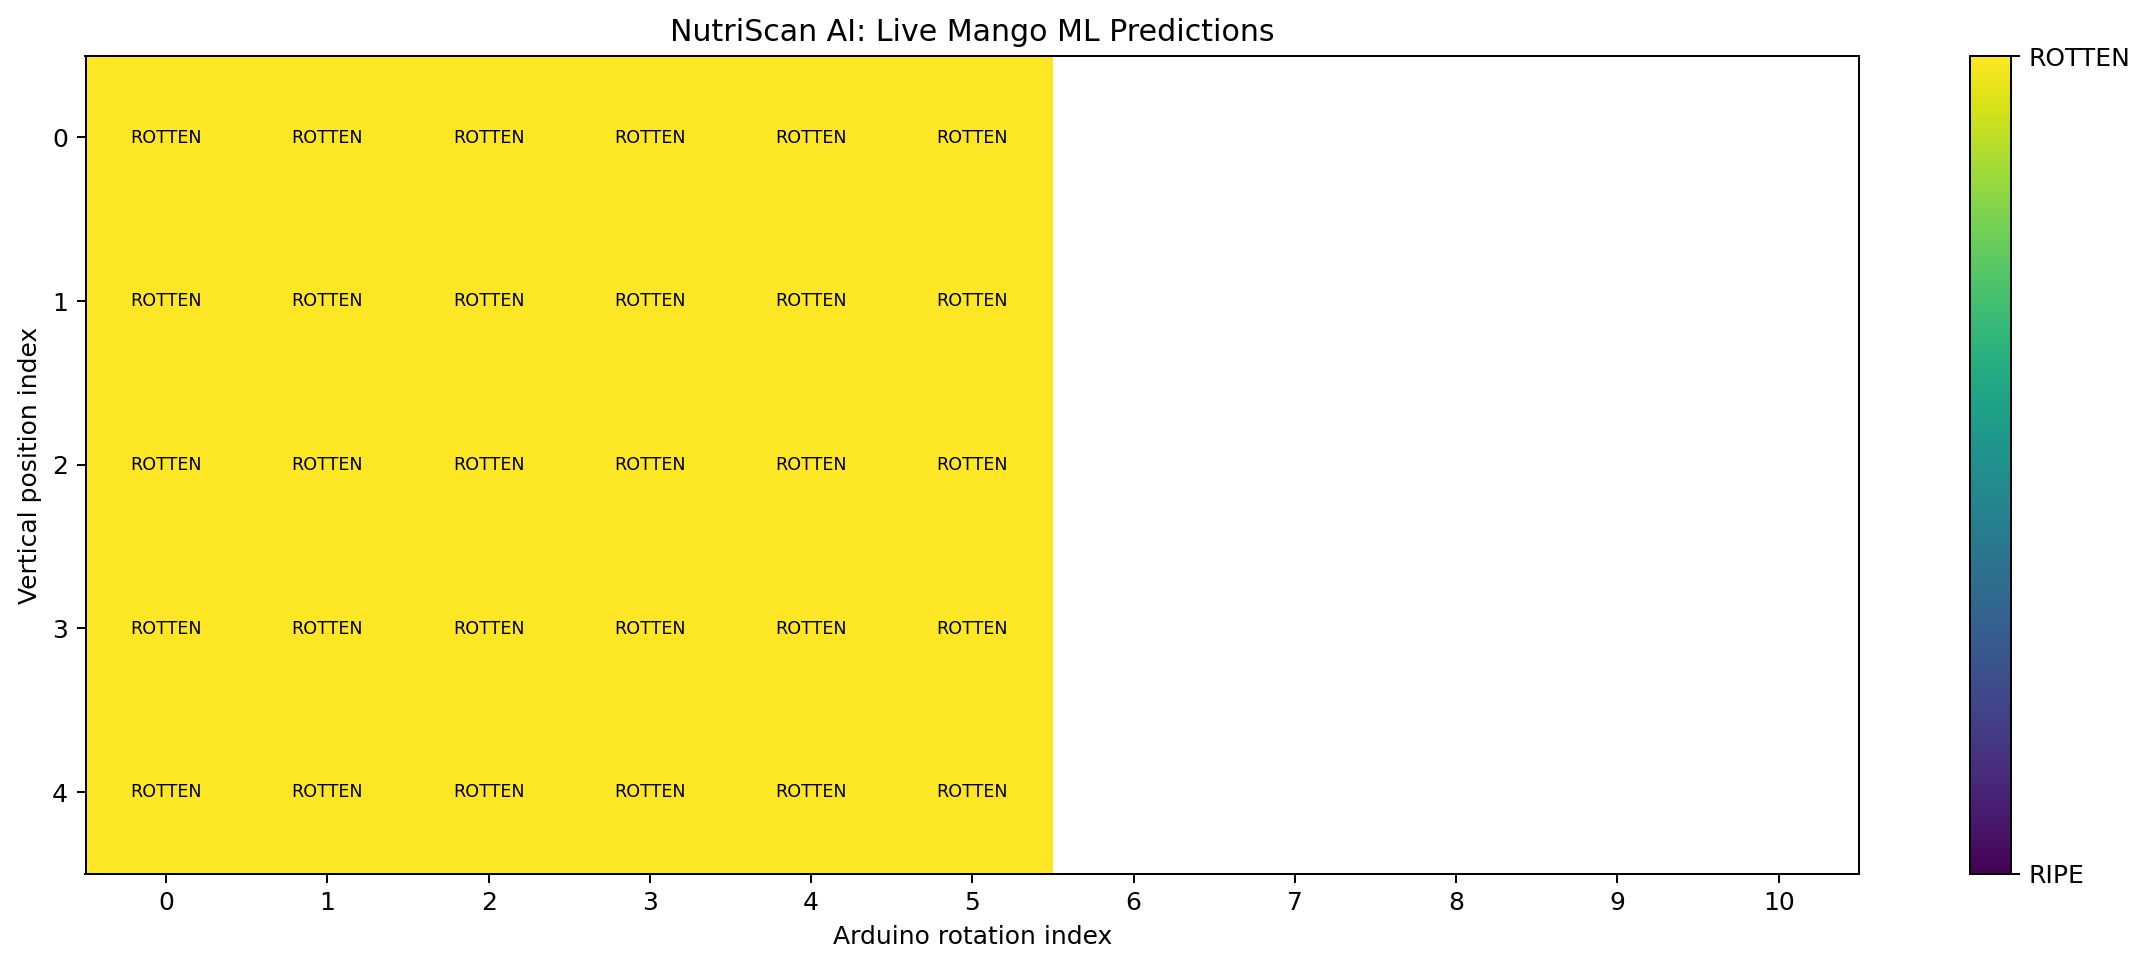 NutriScan AI: Live Mango ML Predictions
ROTTEN
0 ROTTEN ROTTEN ROTTEN ROTTEN ROTTEN ROTTEN
1 ROTTEN ROTTEN ROTTEN ROTTEN ROTTEN ROTTEN
Vertical position index
2 ROTTEN ROTTEN ROTTEN ROTTEN ROTTEN ROTTEN
3 ROTTEN ROTTEN ROTTEN ROTTEN ROTTEN ROTTEN
4 ROTTEN ROTTEN ROTTEN ROTTEN ROTTEN ROTTEN
RIPE
0 1 2 3 4 5 6 7 8 9 10
Arduino rotation index